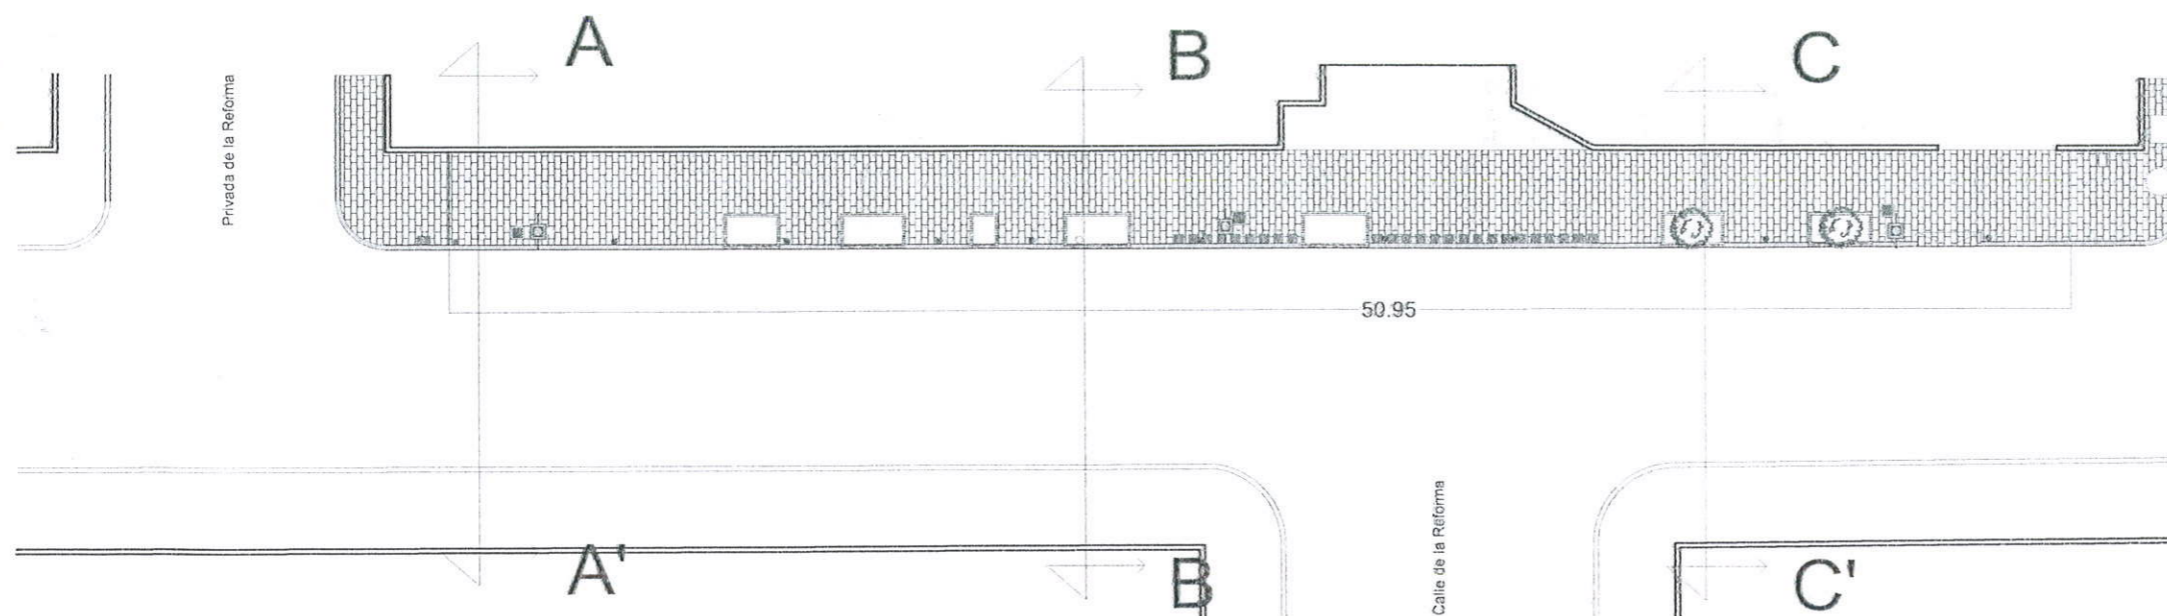 A
B
C
Privada de la Reforma
50.95
Calle de la Reforma
A'
B
C'